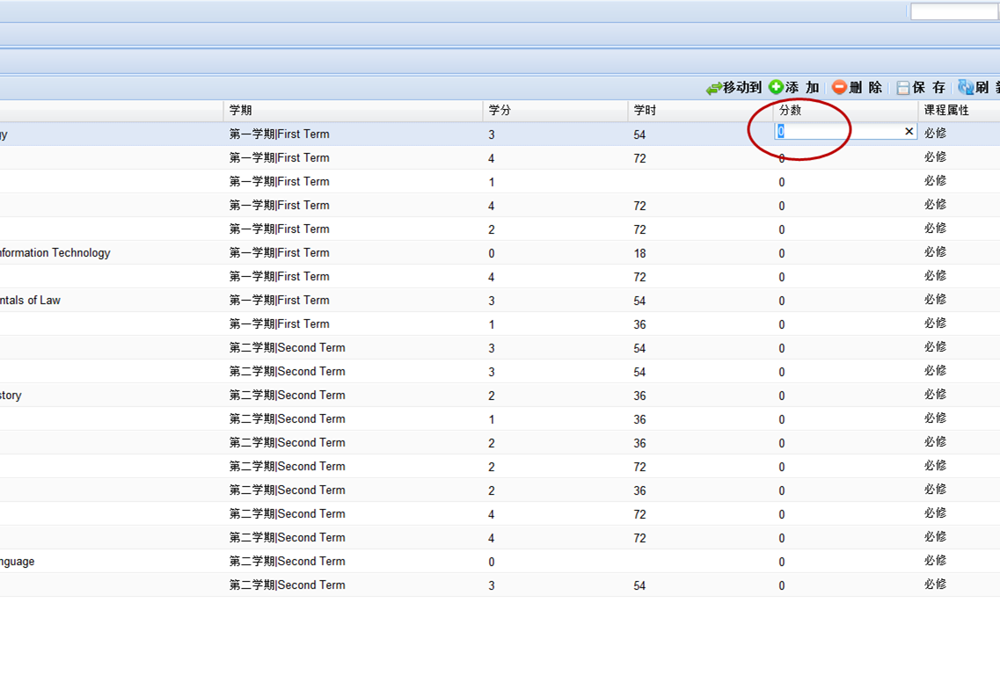 移动到 添 加 删 除 保 存 刷 新
学期 学分 学时 分数 课程属性
gy 第一学期|First Term 3 54 0 必修
第一学期|First Term 4 72 0 必修
第一学期|First Term 1 0 必修
第一学期|First Term 4 72 0 必修
第一学期|First Term 2 72 0 必修
nformation Technology 第一学期|First Term 0 18 0 必修
第一学期|First Term 4 72 0 必修
ntals of Law 第一学期|First Term 3 54 0 必修
第一学期|First Term 1 36 0 必修
第二学期|Second Term 3 54 0 必修
第二学期|Second Term 3 54 0 必修
story 第二学期|Second Term 2 36 0 必修
第二学期|Second Term 1 36 0 必修
第二学期|Second Term 2 36 0 必修
第二学期|Second Term 2 72 0 必修
第二学期|Second Term 2 36 0 必修
第二学期|Second Term 4 72 0 必修
第二学期|Second Term 4 72 0 必修
nguage 第二学期|Second Term 0 0 必修
第二学期|Second Term 3 54 0 必修